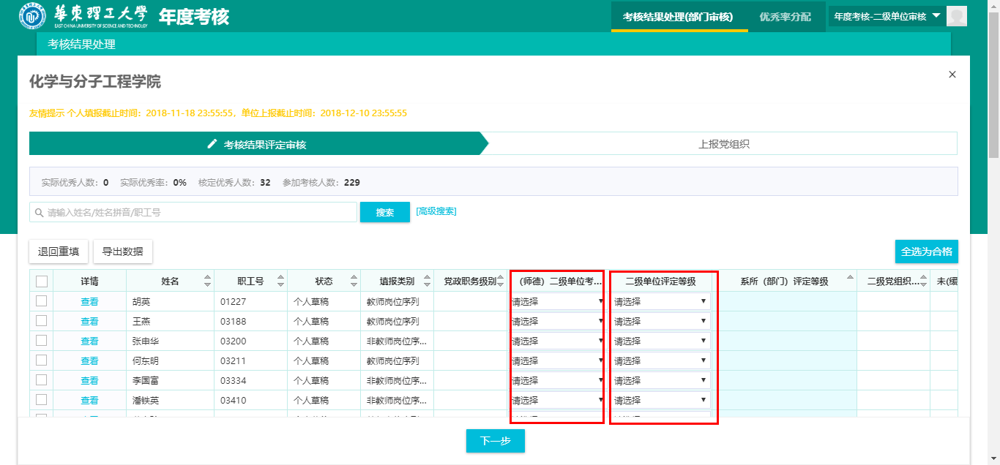 華東理工大學 年度考核 考核结果处理(部门审核) 优秀率分配 年度考核-二级单位审核
EAST CHINA UNIVERSITY OF SCIENCE AND TECHNOLOGY
考核结果处理
化学与分子工程学院 ×
友情提示 个人填报截止时间：2018-11-18 23:55:55，单位上报截止时间：2018-12-10 23:55:55
考核结果评定审核 上报党组织
实际优秀人数：0 实际优秀率：0% 核定优秀人数：32 参加考核人数：229
请输入姓名/姓名拼音/职工号 搜索 [高级搜索]
退回重填 导出数据 全选为合格
详情 姓名 职工号 状态 填报类别 党政职务级别 （师德）二级单位考... 二级单位评定等级 系所（部门）评定等级 二级党组织... 未(缓
查看 胡英 01227 个人草稿 教师岗位序列 请选择 请选择
查看 王燕 03188 个人草稿 教师岗位序列 请选择 请选择
查看 张申华 03200 个人草稿 非教师岗位序... 请选择 请选择
查看 何东明 03211 个人草稿 教师岗位序列 请选择 请选择
查看 李国富 03334 个人草稿 非教师岗位序... 请选择 请选择
查看 潘铁英 03410 个人草稿 非教师岗位序... 请选择 请选择
下一步